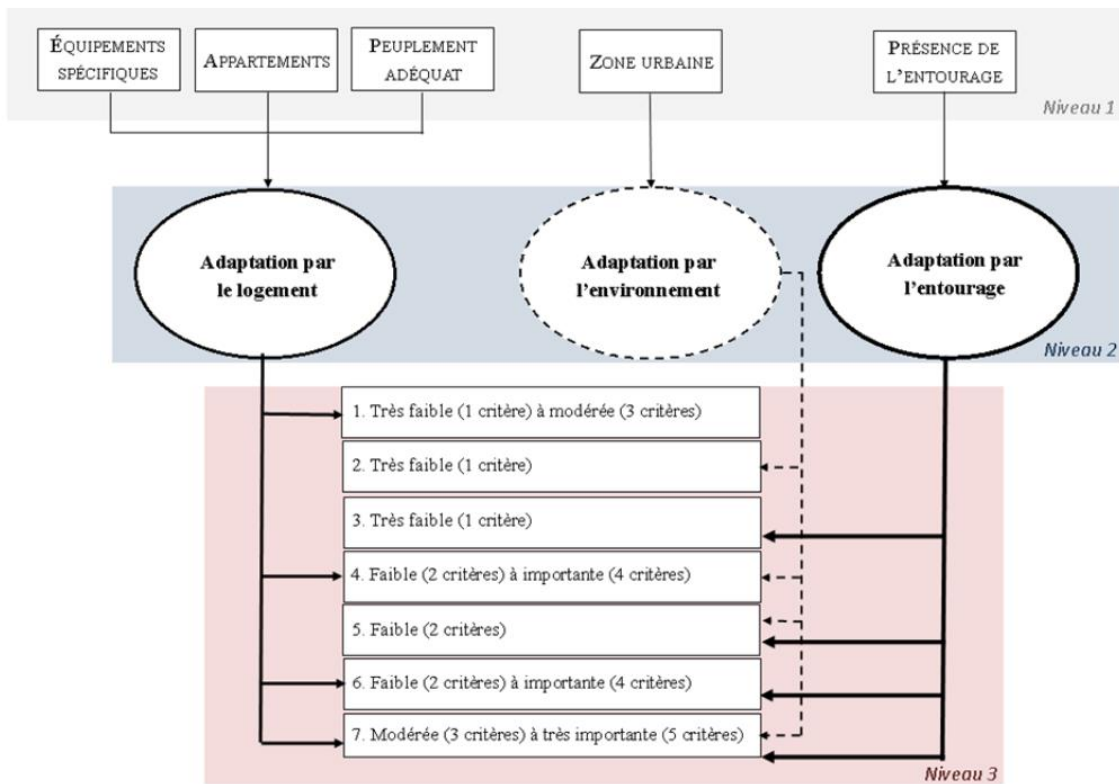 ÉQUIPEMENTS
SPÉCIFIQUES
APPARTEMENTS
PEUPLEMENT
ADÉQUAT
ZONE URBAINE
PRÉSENCE DE
L'ENTOURAGE
Niveau 1
Adaptation par
le logement
Adaptation par
l'environnement
Adaptation par
l'entourage
Niveau 2
1. Très faible (1 critère) à modérée (3 critères)
2. Très faible (1 critère)
3. Très faible (1 critère)
4. Faible (2 critères) à importante (4 critères)
5. Faible (2 critères)
6. Faible (2 critères) à importante (4 critères)
7. Modérée (3 critères) à très importante (5 critères)
Niveau 3